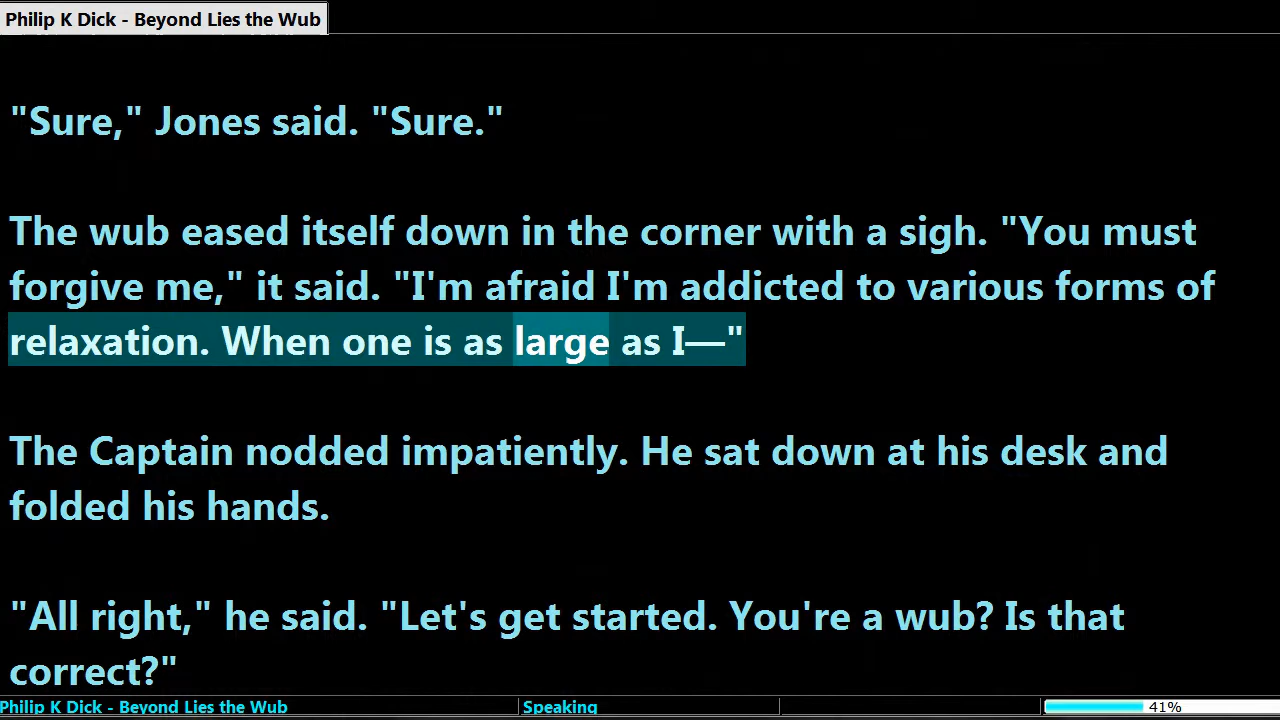 Philip K Dick - Beyond Lies the Wub
"Sure," Jones said. "Sure."
The wub eased itself down in the corner with a sigh. "You must
forgive me," it said. "I'm afraid I'm addicted to various forms of
relaxation. When one is as large as I—"
The Captain nodded impatiently. He sat down at his desk and
folded his hands.
"All right," he said. "Let's get started. You're a wub? Is that
correct?"
Philip K Dick - Beyond Lies the Wub
Speaking
41%